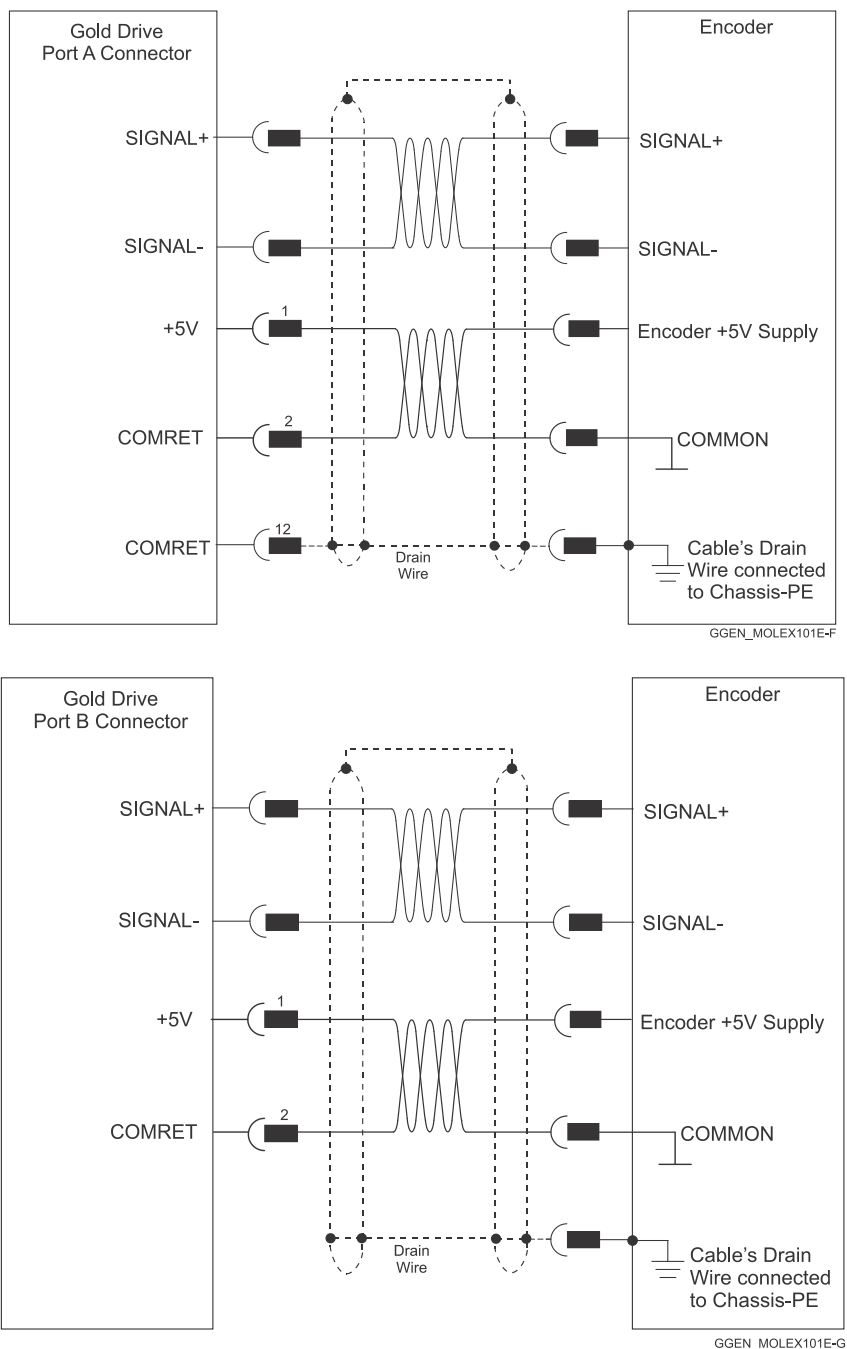 Gold Drive
Port A Connector
Encoder
SIGNAL+
SIGNAL+
SIGNAL-
SIGNAL-
+5V
1
Encoder +5V Supply
COMRET
2
COMMON
COMRET
12
Drain
Wire
Cable's Drain
Wire connected
to Chassis-PE
GGEN_MOLEX101E-F
Gold Drive
Port B Connector
Encoder
SIGNAL+
SIGNAL+
SIGNAL-
SIGNAL-
+5V
1
Encoder +5V Supply
COMRET
2
COMMON
Drain
Wire
Cable's Drain
Wire connected
to Chassis-PE
GGEN_MOLEX101E-G